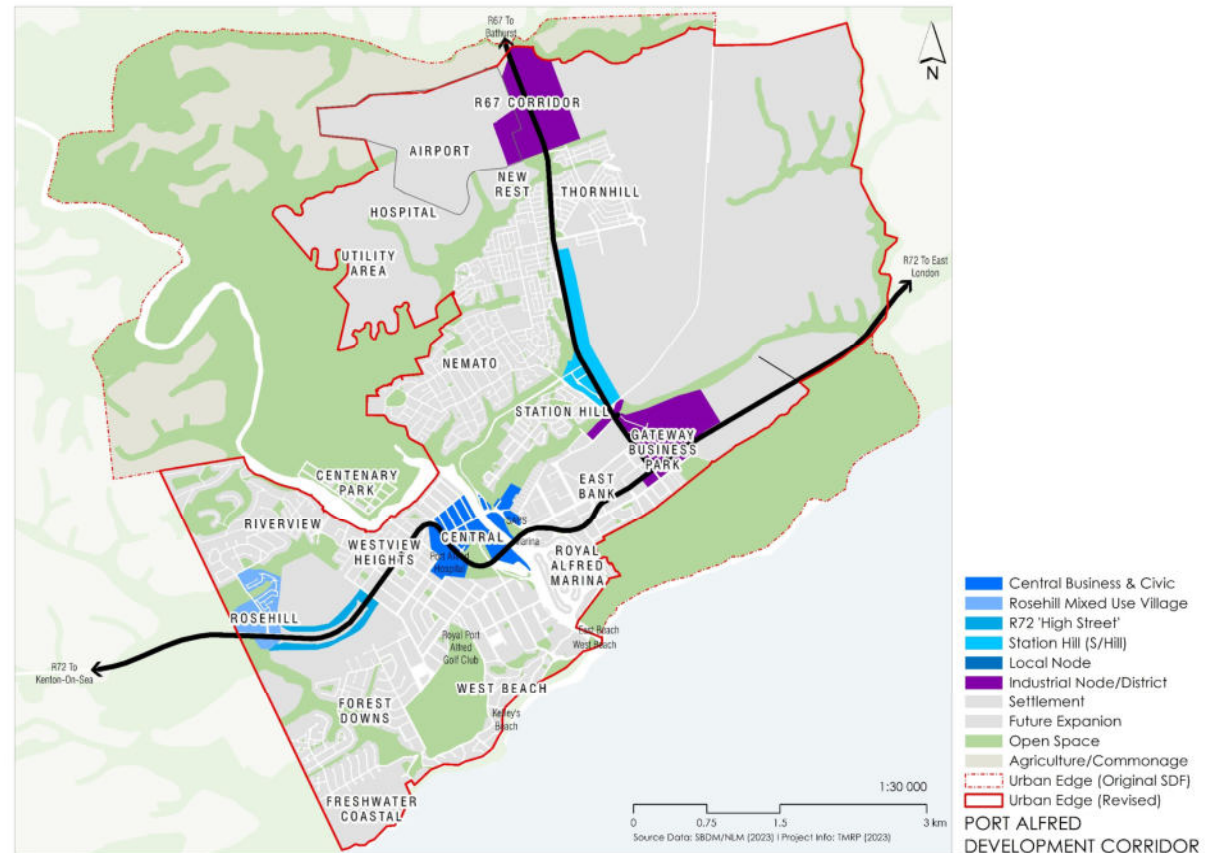 R67 To
Bathurst
N
R67 CORRIDOR
AIRPORT
NEW
REST
THORNHILL
HOSPITAL
UTILITY
AREA
R72 To East
London
NEMATO
STATION HILL
GATEWAY
BUSINESS
PARK
CENTENARY
PARK
EAST
BANK
RIVERVIEW
CENTRAL
WESTVIEW
HEIGHTS
Port Alfred
Hospital
ROYAL
ALFRED
MARINA
ROSEHILL
R72 To
Kenton-On-Sea
Royal Port
Alfred
Golf Club
East Beach
West Beach
WEST BEACH
FOREST
DOWNS
Kelley's
Beach
FRESHWATER
COASTAL
1:30 000
0 0.75 1.5 3 km
Source Data: SBDM/NLM (2023) I Project Info: TMRP (2023)
Central Business & Civic
Rosehill Mixed Use Village
R72 'High Street'
Station Hill (S/Hill)
Local Node
Industrial Node/District
Settlement
Future Expanion
Open Space
Agriculture/Commonage
Urban Edge (Original SDF)
Urban Edge (Revised)
PORT ALFRED
DEVELOPMENT CORRIDOR